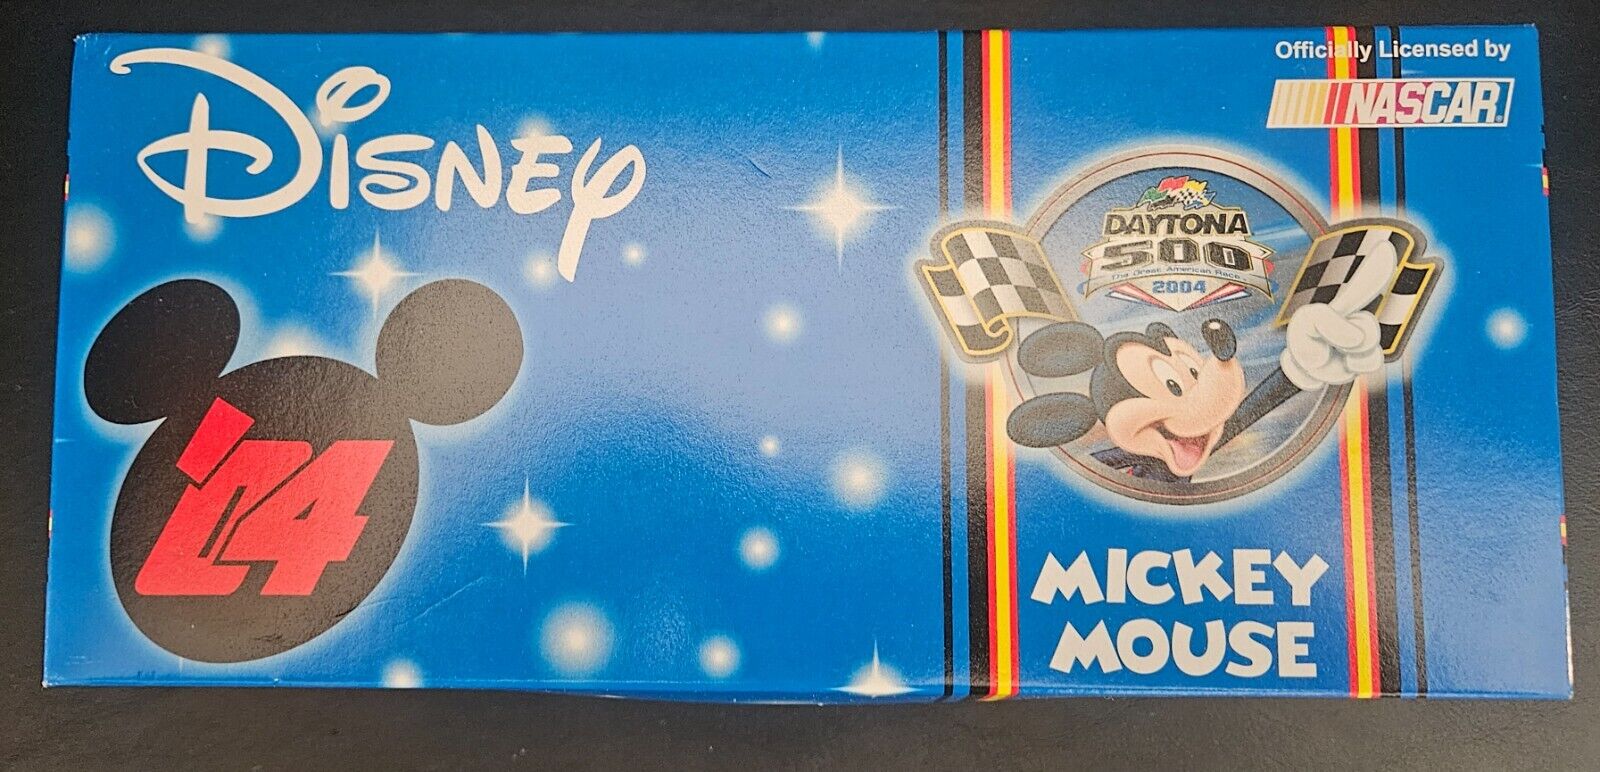 Disney
Officially Licensed by
NASCAR
DAYTONA
500
The Great American Race
2004
'04
MICKEY
MOUSE